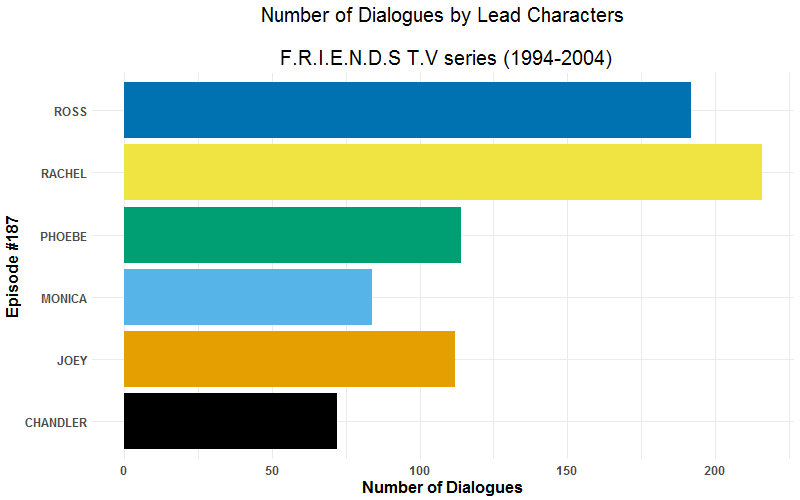 Number of Dialogues by Lead Characters
F.R.I.E.N.D.S T.V series (1994-2004)
ROSS
RACHEL
PHOEBE
MONICA
JOEY
CHANDLER
Episode #187
0 50 100 150 200
Number of Dialogues